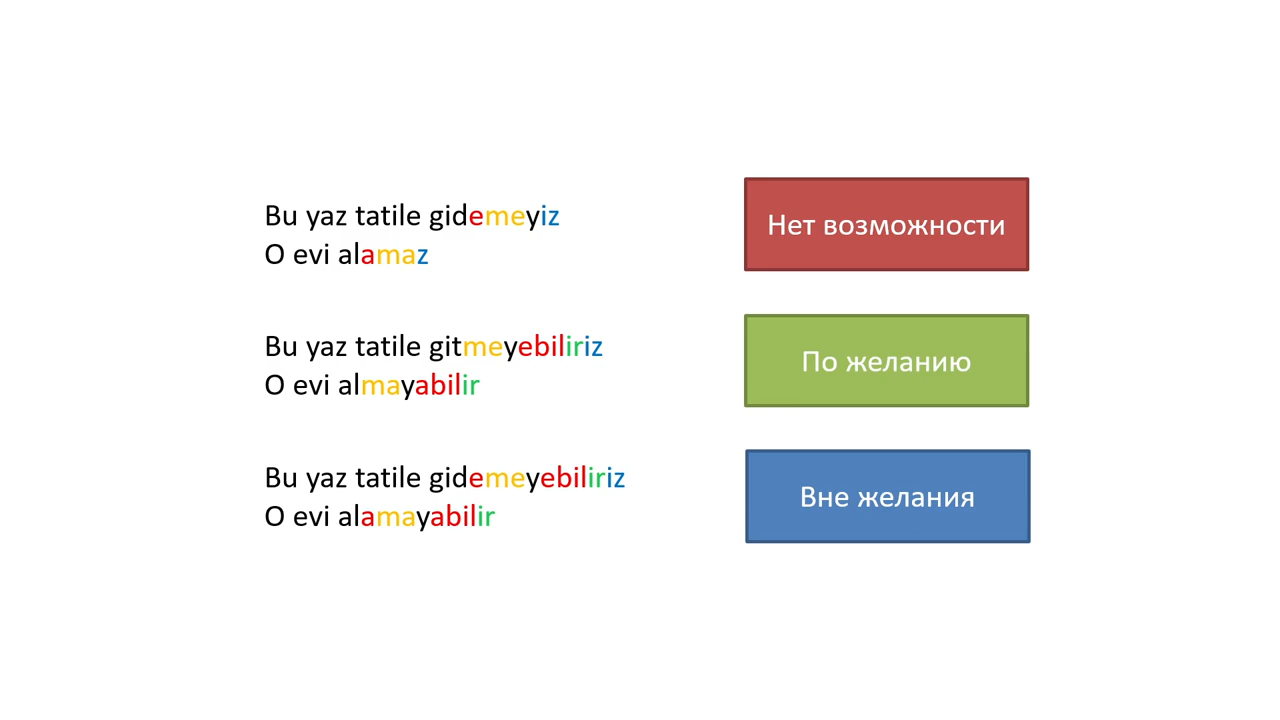 Bu yaz tatile gidemeyiz
O evi alamaz
Нет возможности
Bu yaz tatile gitmeyebiliriz
O evi almayabilir
По желанию
Bu yaz tatile gidemeyebiliriz
O evi alamayabilir
Вне желания